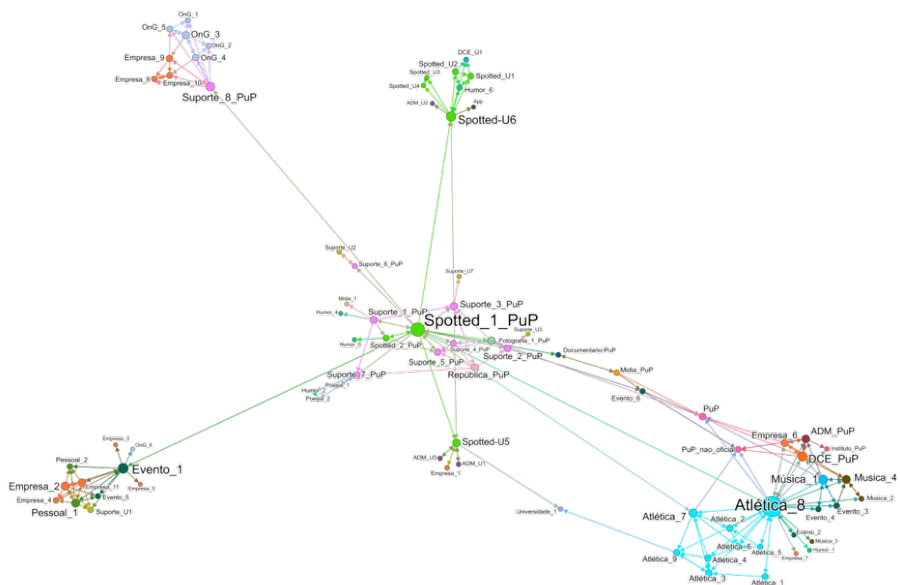 OnG_1
OnG_5
OnG_3
OnG_2
Empresa_9
OnG_4
Empresa_8
Empresa_10
Suporte_8_PuP
DCE_U1
Spotted_U2
Spotted_U3
Spotted_U1
Spotted_U4
Humor_6
ADM_U2
App
Spotted-U6
Suporte_U2
Suporte_6_PuP
Suporte_U7
Midia_1
Suporte_3_PuP
Humor_4
Suporte_1_PuP
Spotted_1_PuP
Suporte_U3
Fotografia_1_PuP
Spotted_2_PuP
Humor_5
Suporte_4_PuP
Suporte_2_PuP
Documentario-PuP
Suporte_5_PuP
República_PuP
Suporte_7_PuP
Midia_PuP
Poesia_1
Humor_2
Poesia_2
Evento_6
PuP
Spotted-U5
ADM_U3
ADM_U1
Empresa_1
Empresa_3
OnG_6
Pessoal_2
Evento_1
Empresa_2
Empresa_11
Empresa_4
Evento_5
Pessoal_1
Suporte_U1
ADM_PuP
Empresa_6
Instituto_PuP
PuP_nao_oficial
DCE_PuP
Música_1
Musica_4
Musica_2
Atlética_8
Evento_4
Evento_3
Universidade_1
Atlética_7
Atlética_2
Evento_2
Musica_3
Atlética_6
Atlética_5
Humor_1
Atlética_9
Atlética_4
Empresa_7
Atlética_3
Atlética_1